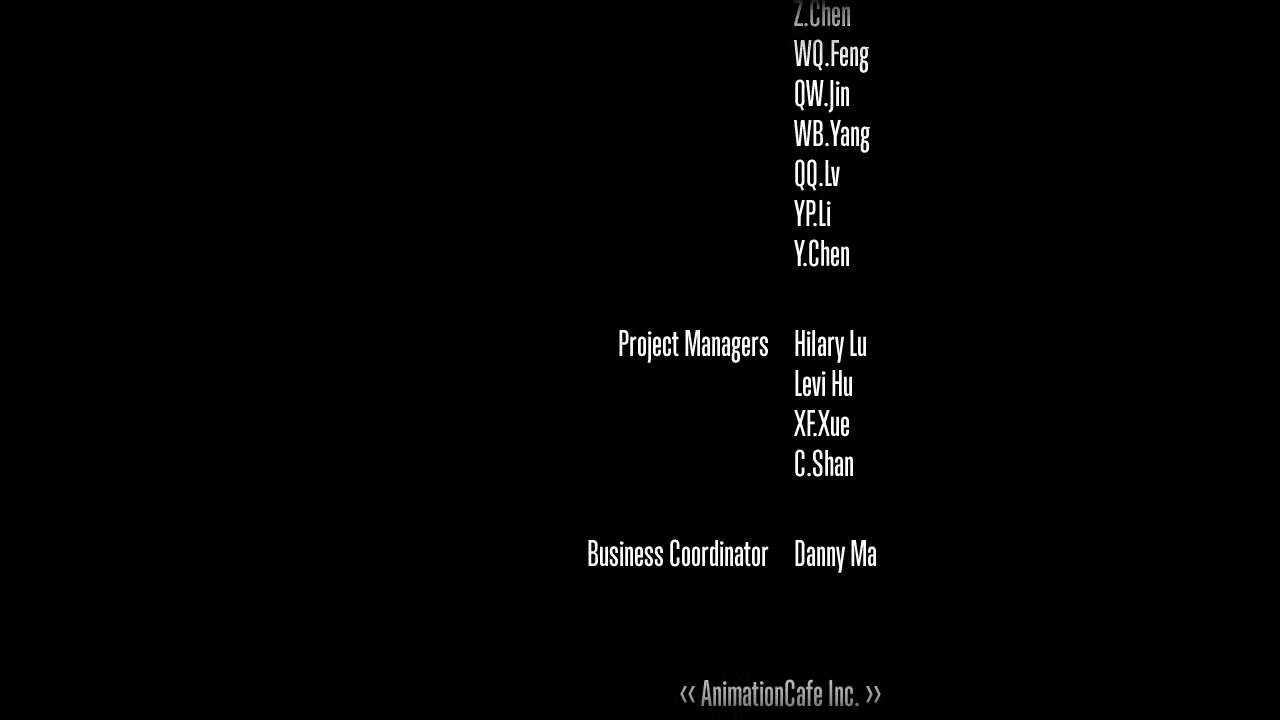 Z.Chen
WQ.Feng
QW.Jin
WB.Yang
QQ.Lv
YP.Li
Y.Chen
Project Managers Hilary Lu
Levi Hu
XF.Xue
C.Shan
Business Coordinator Danny Ma
‹‹ AnimationCafe Inc. ››